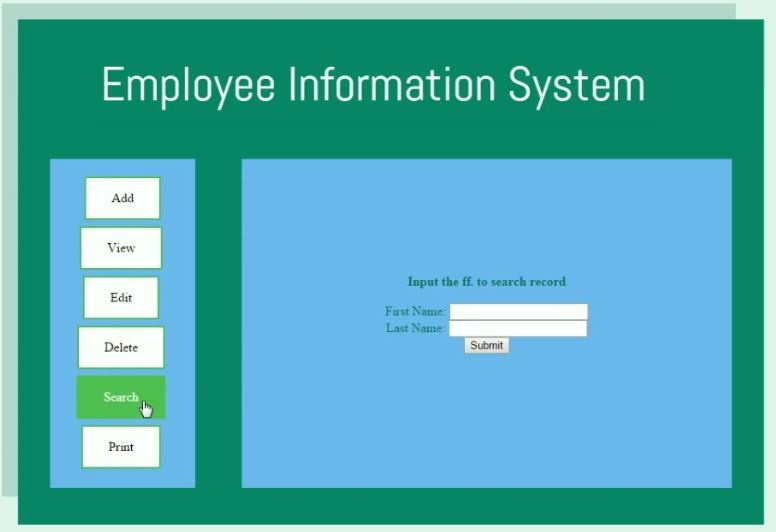 Employee Information System
Add
View
Edit
Delete
Search
Print
Input the ff. to search record
First Name:
Last Name:
Submit